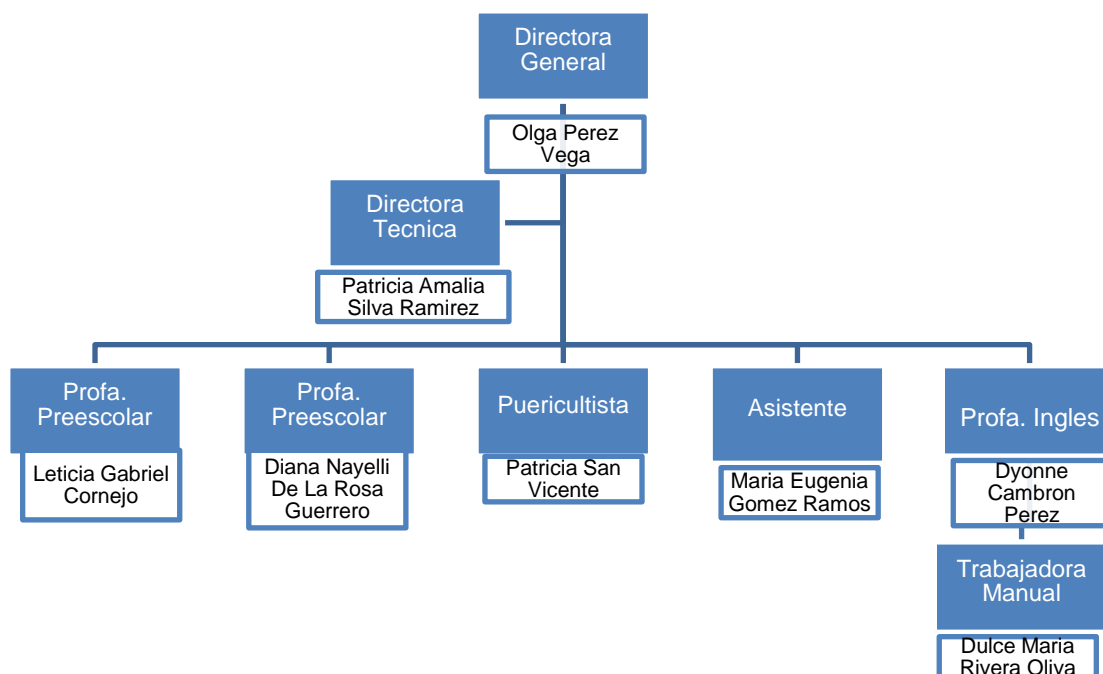 Directora
General
Olga Perez
Vega
Directora
Tecnica
Patricia Amalia
Silva Ramirez
Profa.
Preescolar
Leticia Gabriel
Cornejo
Profa.
Preescolar
Diana Nayelli
De La Rosa
Guerrero
Puericultista
Patricia San
Vicente
Asistente
Maria Eugenia
Gomez Ramos
Profa. Ingles
Dyonne
Cambron
Perez
Trabajadora
Manual
Dulce Maria
Rivera Oliva